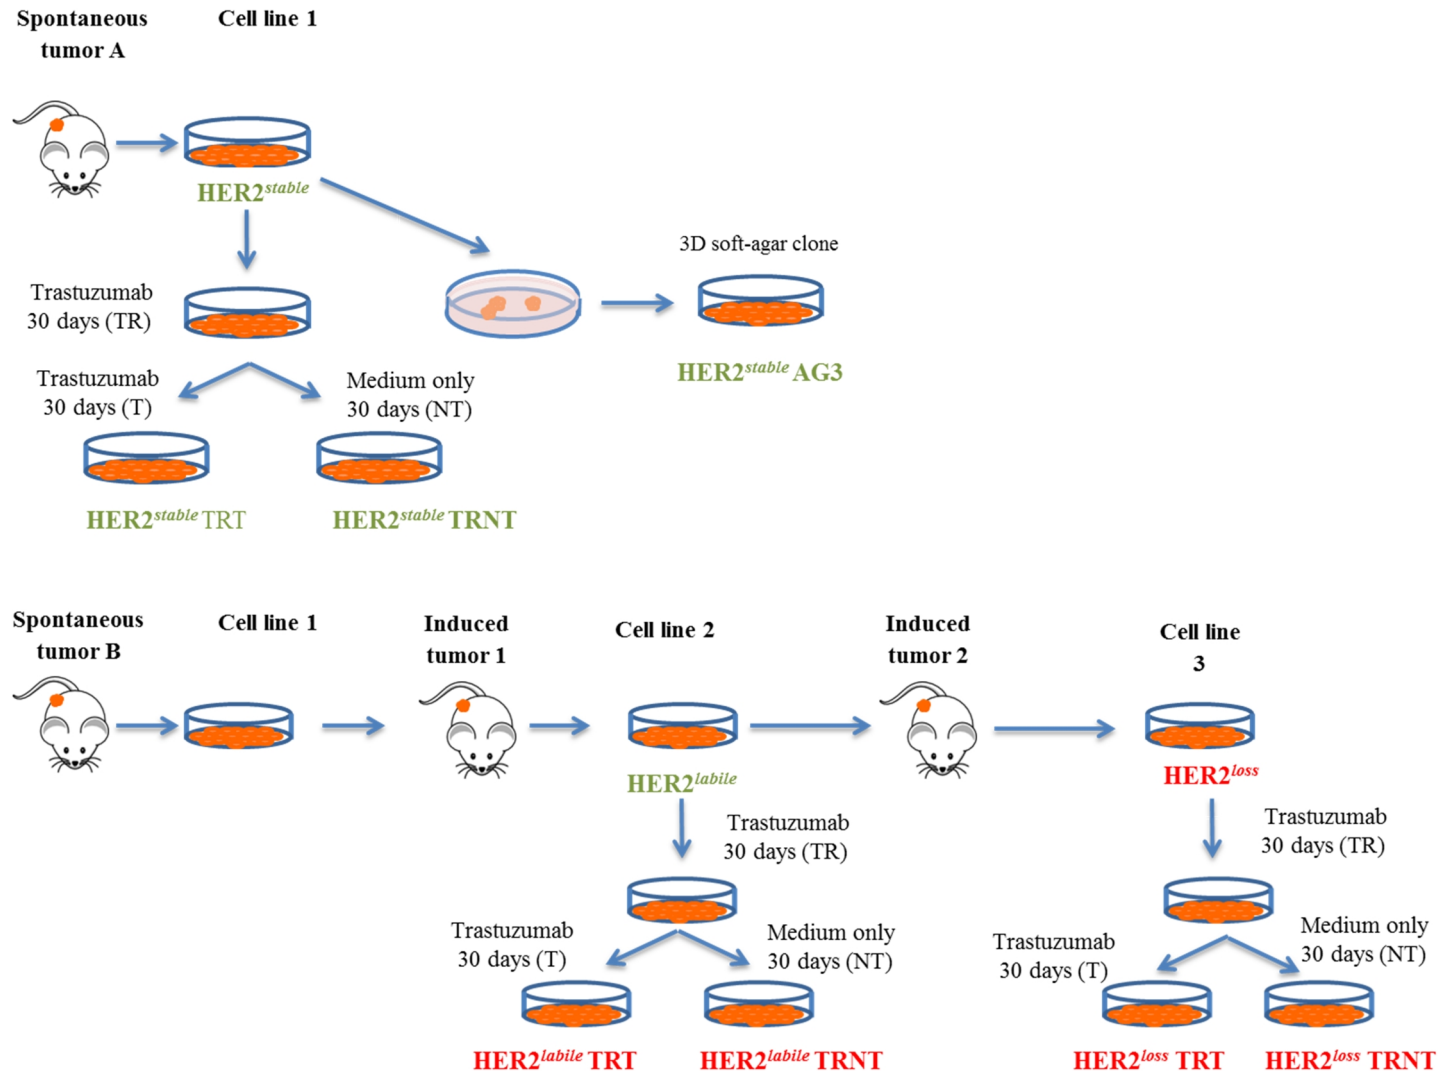 Spontaneous
tumor A
Cell line 1
HER2stable
3D soft-agar clone
Trastuzumab
30 days (TR)
HER2stable AG3
Trastuzumab
30 days (T)
Medium only
30 days (NT)
HER2stable TRT
HER2stable TRNT
Spontaneous
tumor B
Cell line 1
Induced
tumor 1
Cell line 2
Induced
tumor 2
Cell line
3
HER2labile
HER2loss
Trastuzumab
30 days (TR)
Trastuzumab
30 days (TR)
Trastuzumab
30 days (T)
Medium only
30 days (NT)
Trastuzumab
30 days (T)
Medium only
30 days (NT)
HER2labile TRT
HER2labile TRNT
HER2loss TRT
HER2loss TRNT